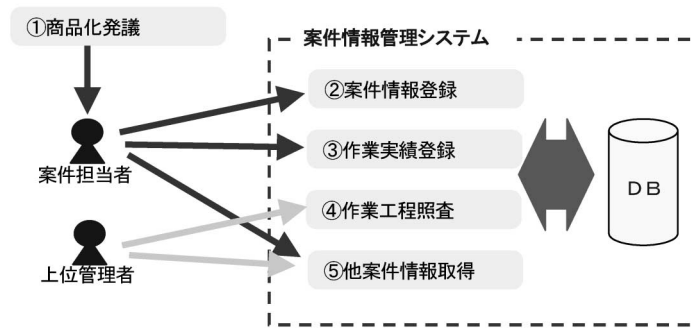 ①商品化発議
案件情報管理システム
②案件情報登録
③作業実績登録
案件担当者
④作業工程照査
上位管理者
⑤他案件情報取得
DB